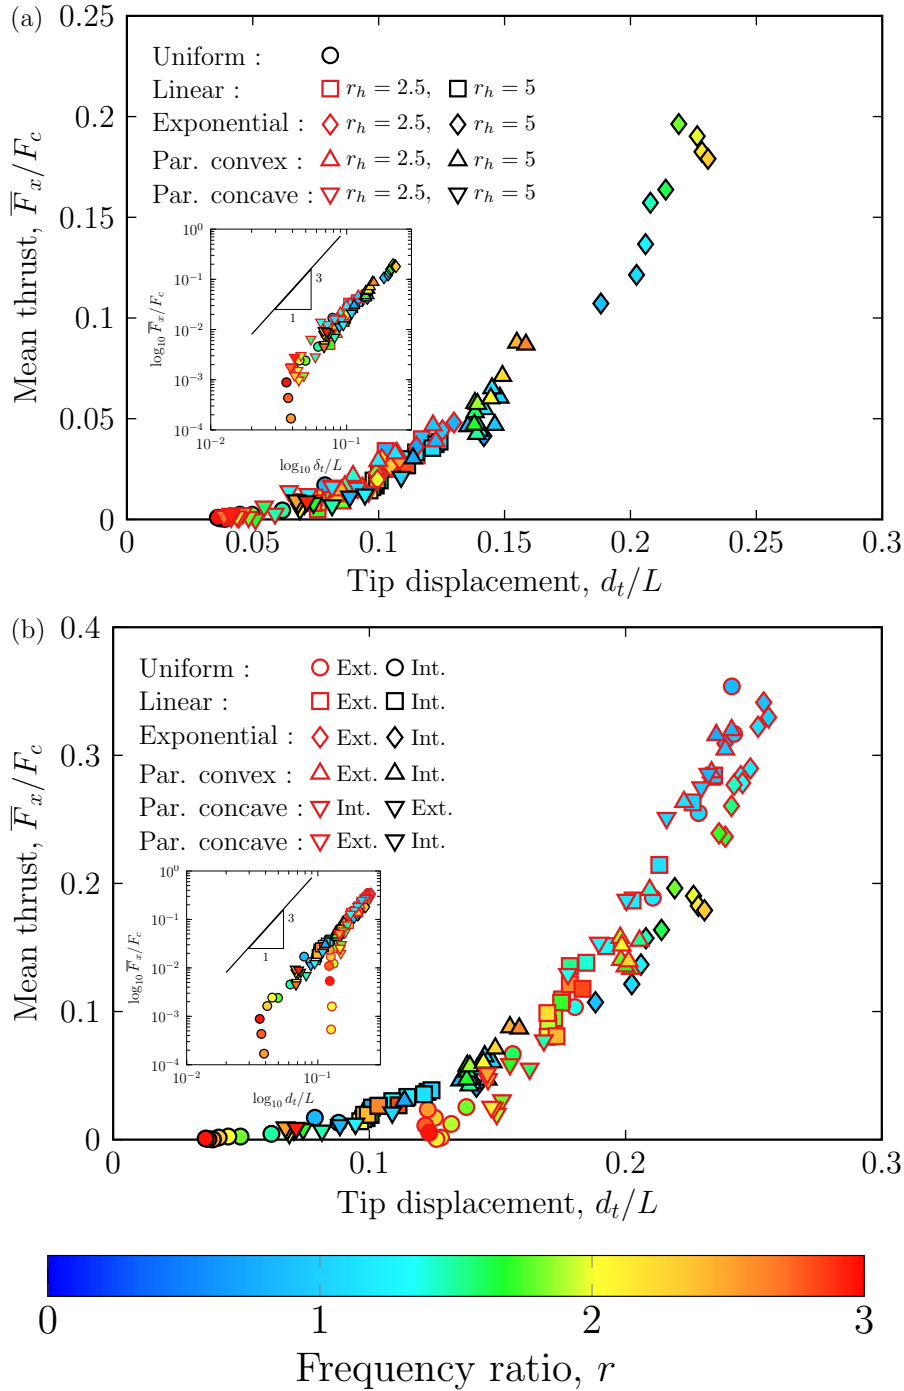 (a)
0.25
0.2
0.15
0.1
0.05
0
Mean thrust, F̅_x/F_c
Uniform :
Linear : r_h = 2.5, r_h = 5
Exponential : r_h = 2.5, r_h = 5
Par. convex : r_h = 2.5, r_h = 5
Par. concave : r_h = 2.5, r_h = 5
10^0
10^−1
10^−2
10^−3
10^−4
log_10 F̅_x/F_c
3
1
10^−2 10^−1
log_10 δ_t/L
0 0.05 0.1 0.15 0.2 0.25 0.3
Tip displacement, d_t/L
(b)
0.4
0.3
0.2
0.1
0
Mean thrust, F̅_x/F_c
Uniform : Ext. Int.
Linear : Ext. Int.
Exponential : Ext. Int.
Par. convex : Ext. Int.
Par. concave : Int. Ext.
Par. concave : Ext. Int.
10^0
10^−1
10^−2
10^−3
10^−4
log_10 F̅_x/F_c
3
1
10^−2 10^−1
log_10 d_t/L
0 0.1 0.2 0.3
Tip displacement, d_t/L
0 1 2 3
Frequency ratio, r